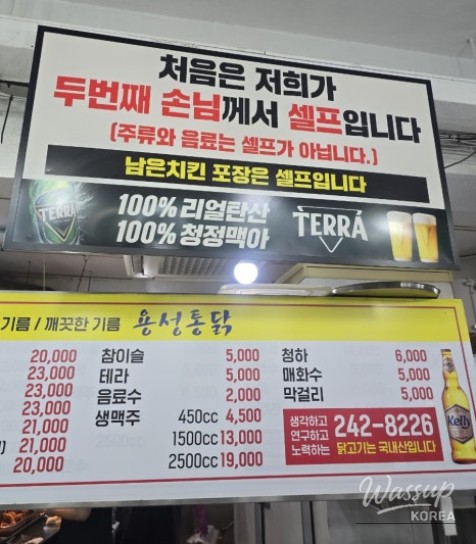 처음은 저희가
두번째 손님께서 셀프입니다
(주류와 음료는 셀프가 아닙니다.)
남은치킨 포장은 셀프입니다
TERRA
100% 리얼탄산
100% 청정맥아
TERRA
기름 / 깨끗한 기름 용성통닭
20,000 참이슬 5,000 청하 6,000
23,000 테라 5,000 매화수 5,000
23,000 음료수 2,000 막걸리 5,000
23,000 생맥주 450cc 4,500
21,000 1500cc 13,000
21,000 2500cc 19,000
20,000
생각하고
연구하고
노력하는
242-8226
닭고기는 국내산입니다
Kelly
Wassup
KOREA